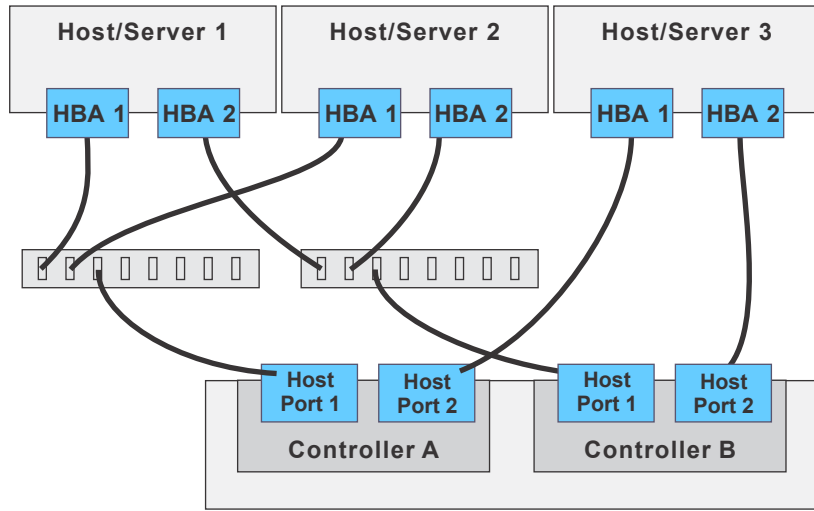 Host/Server 1
Host/Server 2
Host/Server 3
HBA 1
HBA 2
HBA 1
HBA 2
HBA 1
HBA 2
Host
Port 1
Host
Port 2
Host
Port 1
Host
Port 2
Controller A
Controller B